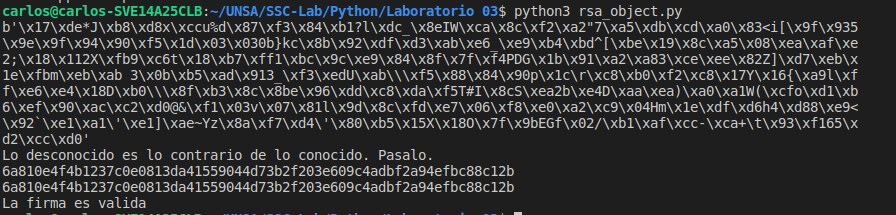 carlos@carlos-SVE14A25CLB:~/UNSA/SSC-Lab/Python/Laboratorio 03$ python3 rsa_object.py
b'\x17\xde*J\xb8\xd8x\xccu%d\x87\xf3\x84\xb1?l\xdc_\x8eIW\xca\x8c\xf2\xa2"7\xa5\xdb\xcd\xa0\x83<i[\x9f\x935
\x9e\x9f\x94\x90\xf5\x1d\x03\x030b}kc\x8b\x92\xdf\xd3\xab\xe6_\xe9\xb4\xbd^[\xbe\x19\x8c\xa5\x08\xea\xaf\xe
2;\x18\x112X\xfb9\xc6t\x18\xb7\xff1\xbc\x9c\xe9\x84\x8f\x7f\xf4PDG\x1b\x91\xa2\xa83\xce\xee\x82Z]\xd7\xeb\x
1e\xfbm\xeb\xab 3\x0b\xb5\xad\x913_\xf3\xedU\xab\\\xf5\x88\x84\x90p\x1c\r\xc8\xb0\xf2\xc8\x17Y\x16{\xa9l\xf
f\xe6\xe4\x18D\xb0\\\x8f\xb3\x8c\x8be\x96\xdd\xc8\xda\xf5T#I\x8cS\xea2b\xe4D\xaa\xea)\xa0\xa1W(\xcfo\xd1\xb
6\xef\x90\xac\xc2\xd0@&\xf1\x03v\x07\x81l\x9d\x8c\xfd\xe7\x06\xf8\xe0\xa2\xc9\x04Hm\x1e\xdf\xd6h4\xd88\xe9<
\x92`\xe1\xa1\'\xe1]\xae~Yz\x8a\xf7\xd4\'\x80\xb5\x15X\x18O\x7f\x9bEGf\x02/\xb1\xaf\xcc-\xca+\t\x93\xf165\x
d2\xcc\xd0'
Lo desconocido es lo contrario de lo conocido. Pasalo.
6a810e4f4b1237c0e0813da41559044d73b2f203e609c4adbf2a94efbc88c12b
6a810e4f4b1237c0e0813da41559044d73b2f203e609c4adbf2a94efbc88c12b
La firma es valida